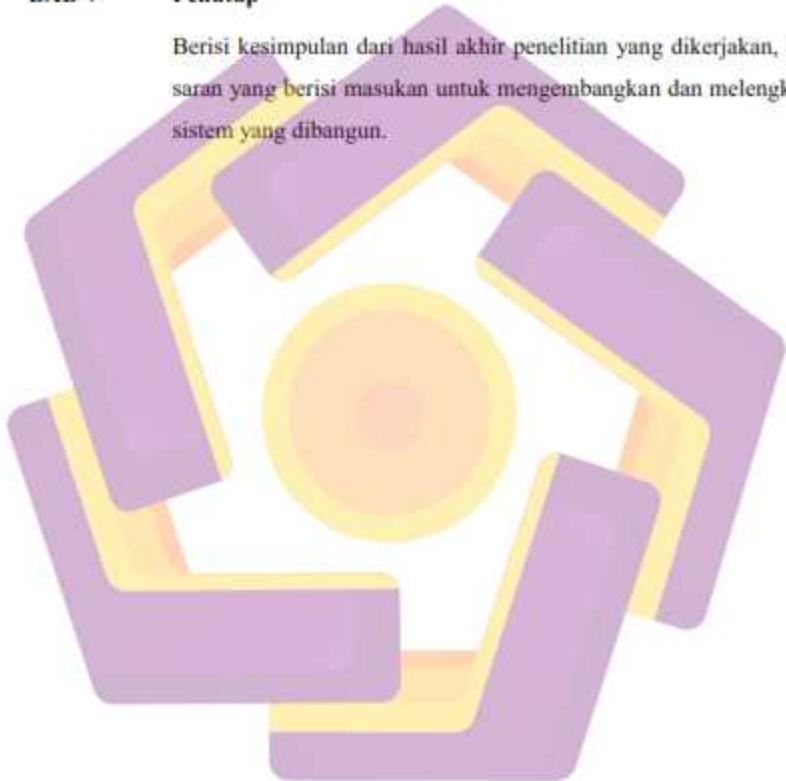 Berisi kesimpulan dari hasil akhir penelitian yang dikerjakan,
saran yang berisi masukan untuk mengembangkan dan
sistem yang dibangun.